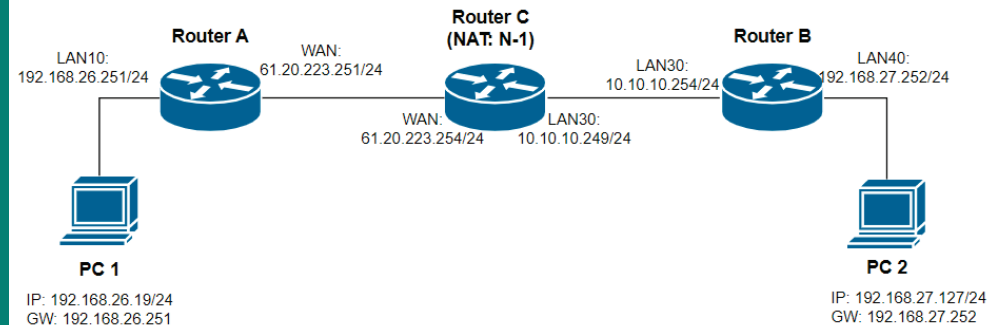 Router A
LAN10:
192.168.26.251/24
WAN:
61.20.223.251/24
Router C
(NAT: N-1)
WAN:
61.20.223.254/24
LAN30:
10.10.10.249/24
LAN30:
10.10.10.254/24
Router B
LAN40:
192.168.27.252/24
PC 1
IP: 192.168.26.19/24
GW: 192.168.26.251
PC 2
IP: 192.168.27.127/24
GW: 192.168.27.252